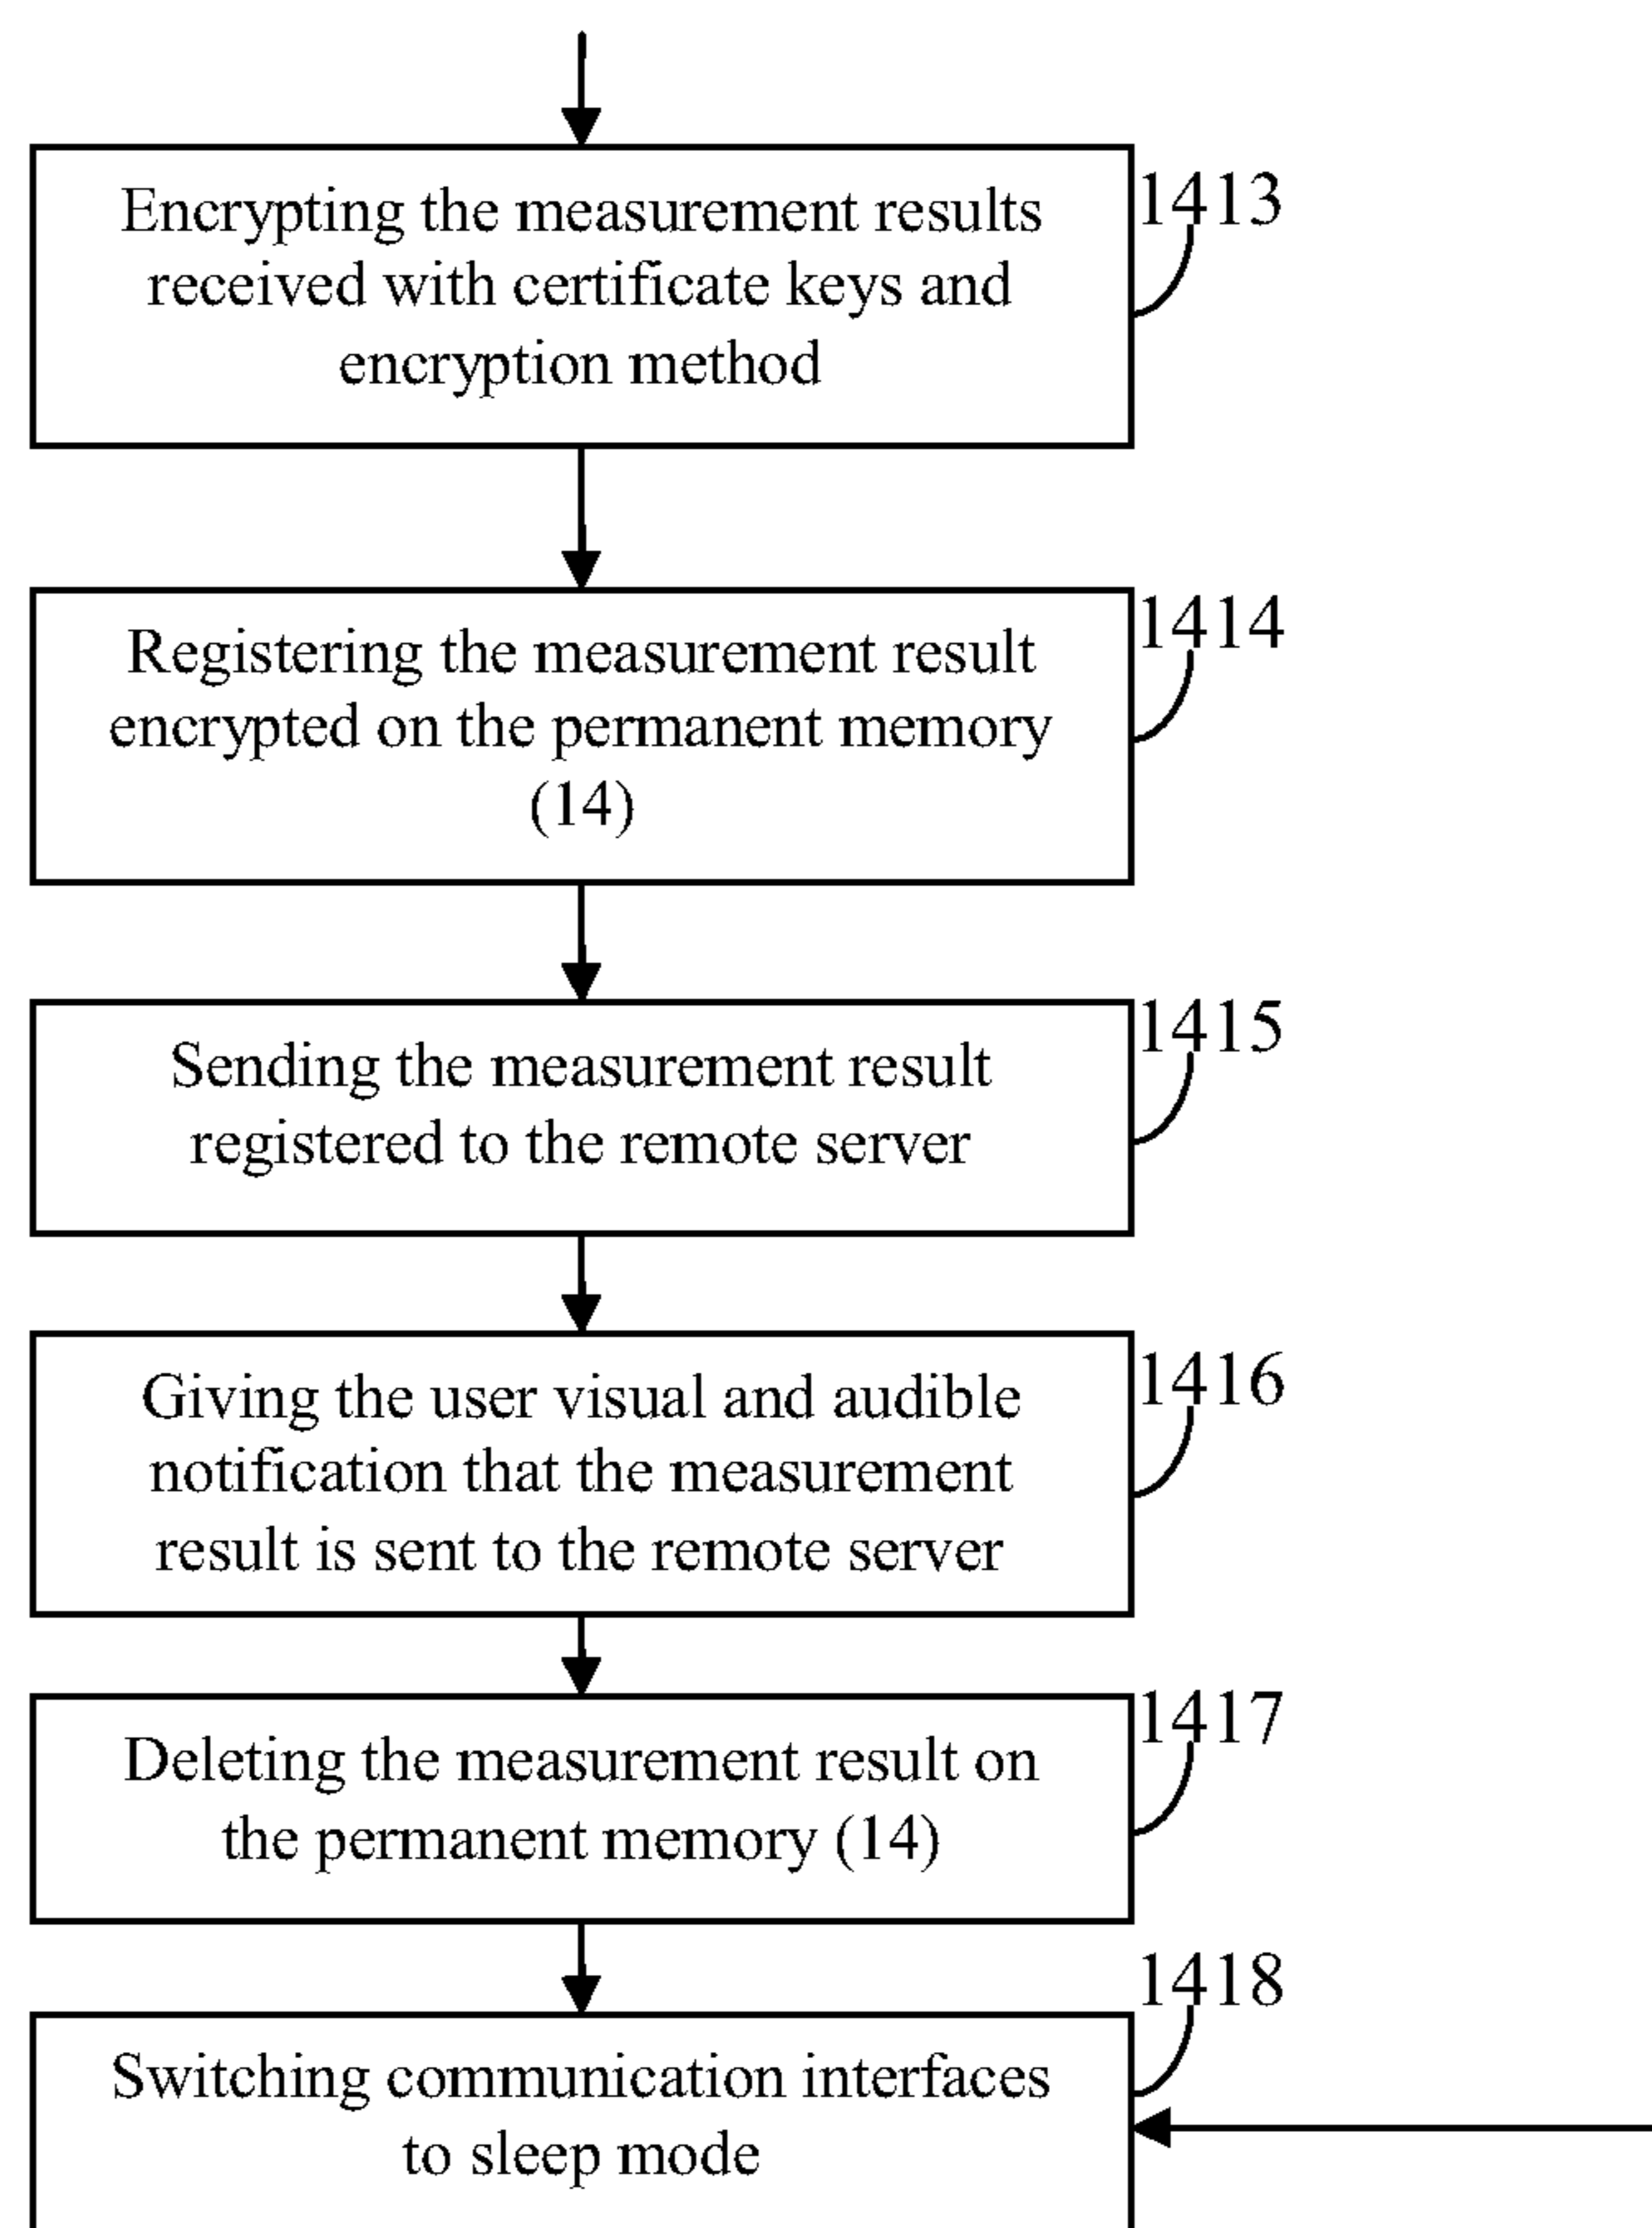 Encrypting the measurement results
received with certificate keys and
encryption method
1413
Registering the measurement result
encrypted on the permanent memory
(14)
1414
Sending the measurement result
registered to the remote server
1415
Giving the user visual and audible
notification that the measurement
result is sent to the remote server
1416
Deleting the measurement result on
the permanent memory (14)
1417
Switching communication interfaces
to sleep mode
1418